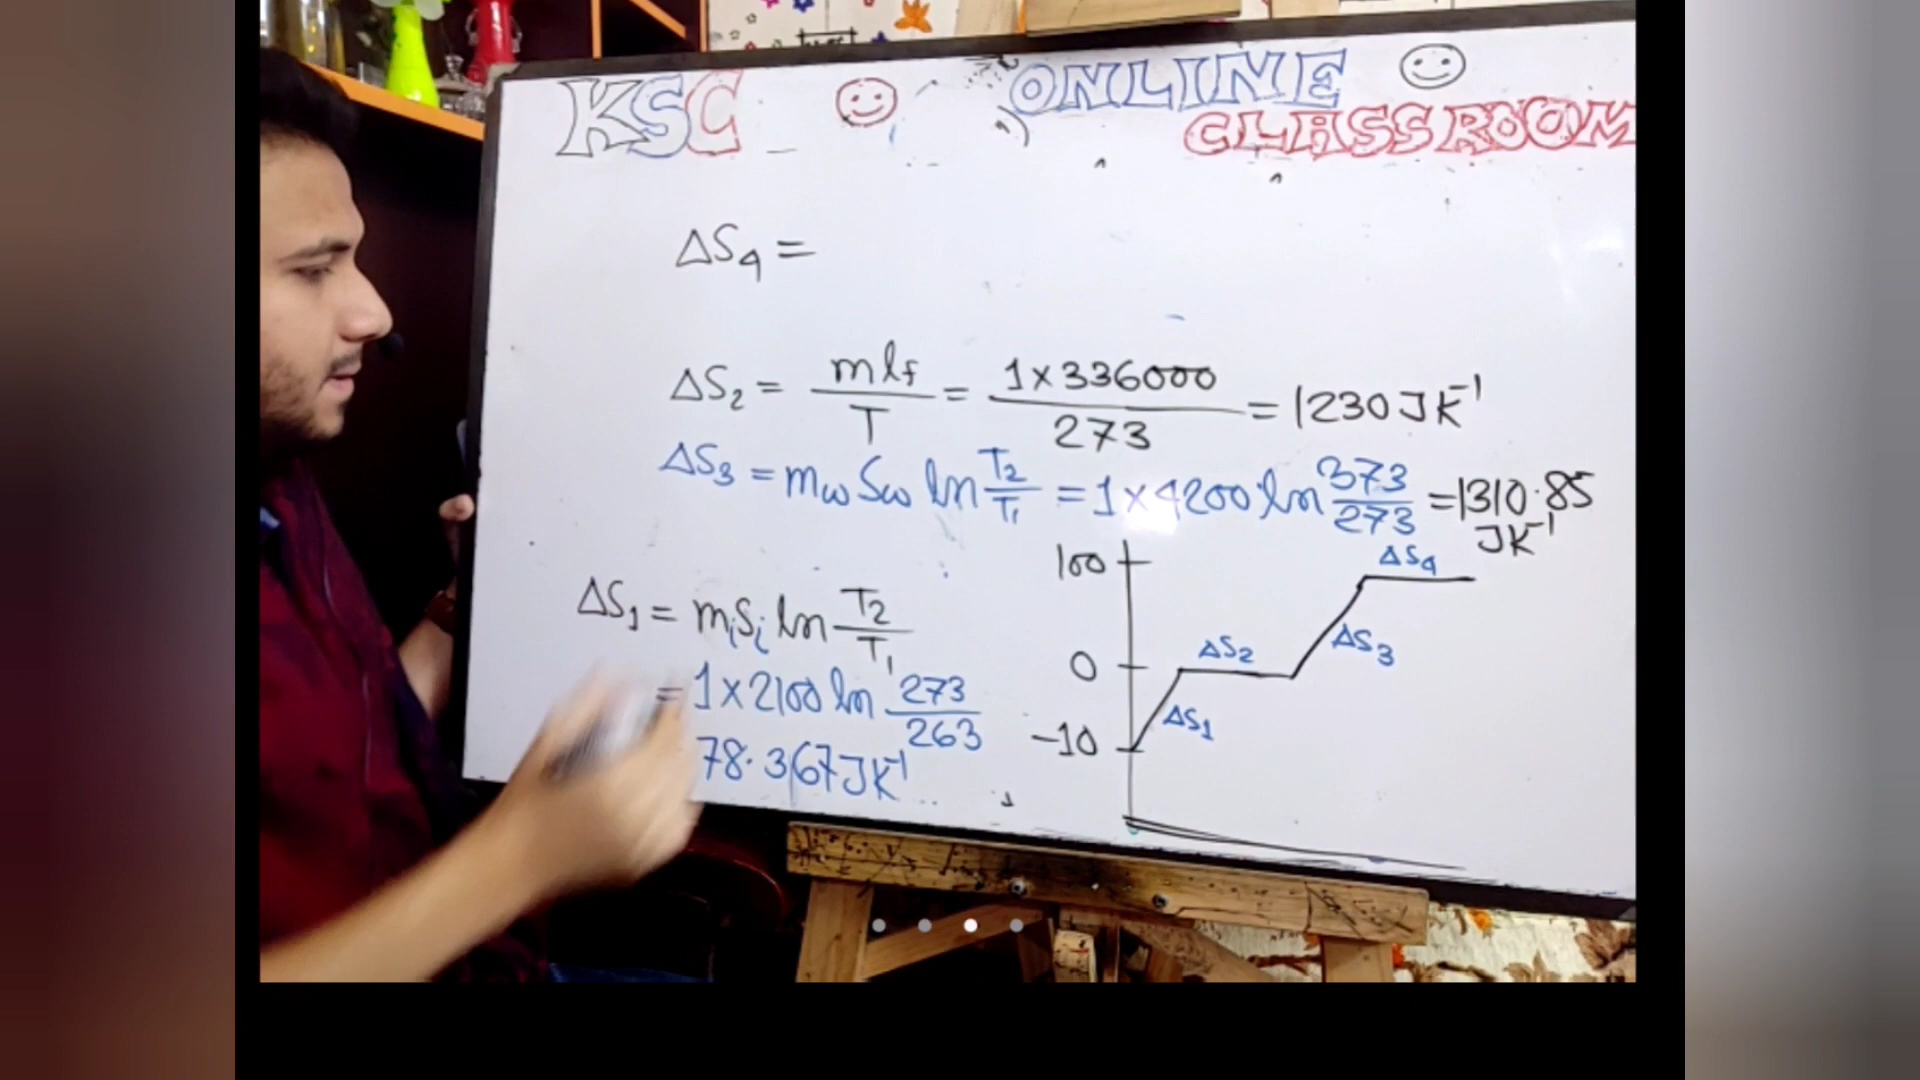 KSC
ONLINE
CLASSROOM
ΔS₄ =
ΔS₂ = mlf/T = 1×336000/273 = 1230 JK⁻¹
ΔS₃ = mω Sω ln T₂/T₁ = 1×4200 ln 373/273 = 1310.85 JK⁻¹
ΔS₁ = mᵢSᵢ ln T₂/T₁
= 1×2100 ln 273/263
78.367 JK⁻¹
100
0
-10
ΔS₁
ΔS₂
ΔS₃
ΔS₄